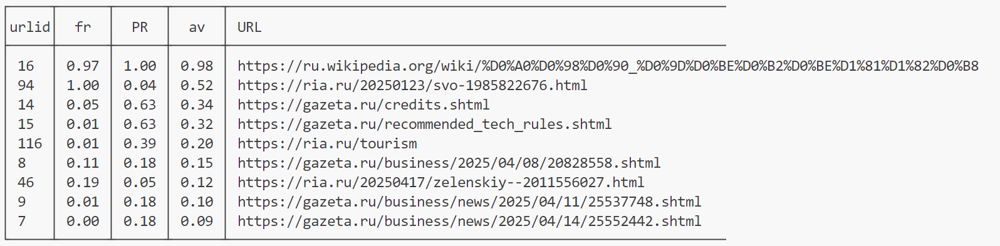 urlid fr PR av URL
16 0.97 1.00 0.98 https://ru.wikipedia.org/wiki/%D0%A0%D0%98%D0%90_%D0%9D%D0%BE%D0%B2%D0%BE%D1%81%D1%82%D0%B8
94 1.00 0.04 0.52 https://ria.ru/20250123/svo-1985822676.html
14 0.05 0.63 0.34 https://gazeta.ru/credits.shtml
15 0.01 0.63 0.32 https://gazeta.ru/recommended_tech_rules.shtml
116 0.01 0.39 0.20 https://ria.ru/tourism
8 0.11 0.18 0.15 https://gazeta.ru/business/2025/04/08/20828558.shtml
46 0.19 0.05 0.12 https://ria.ru/20250417/zelenskiy--2011556027.html
9 0.01 0.18 0.10 https://gazeta.ru/business/news/2025/04/11/25537748.shtml
7 0.00 0.18 0.09 https://gazeta.ru/business/news/2025/04/14/25552442.shtml